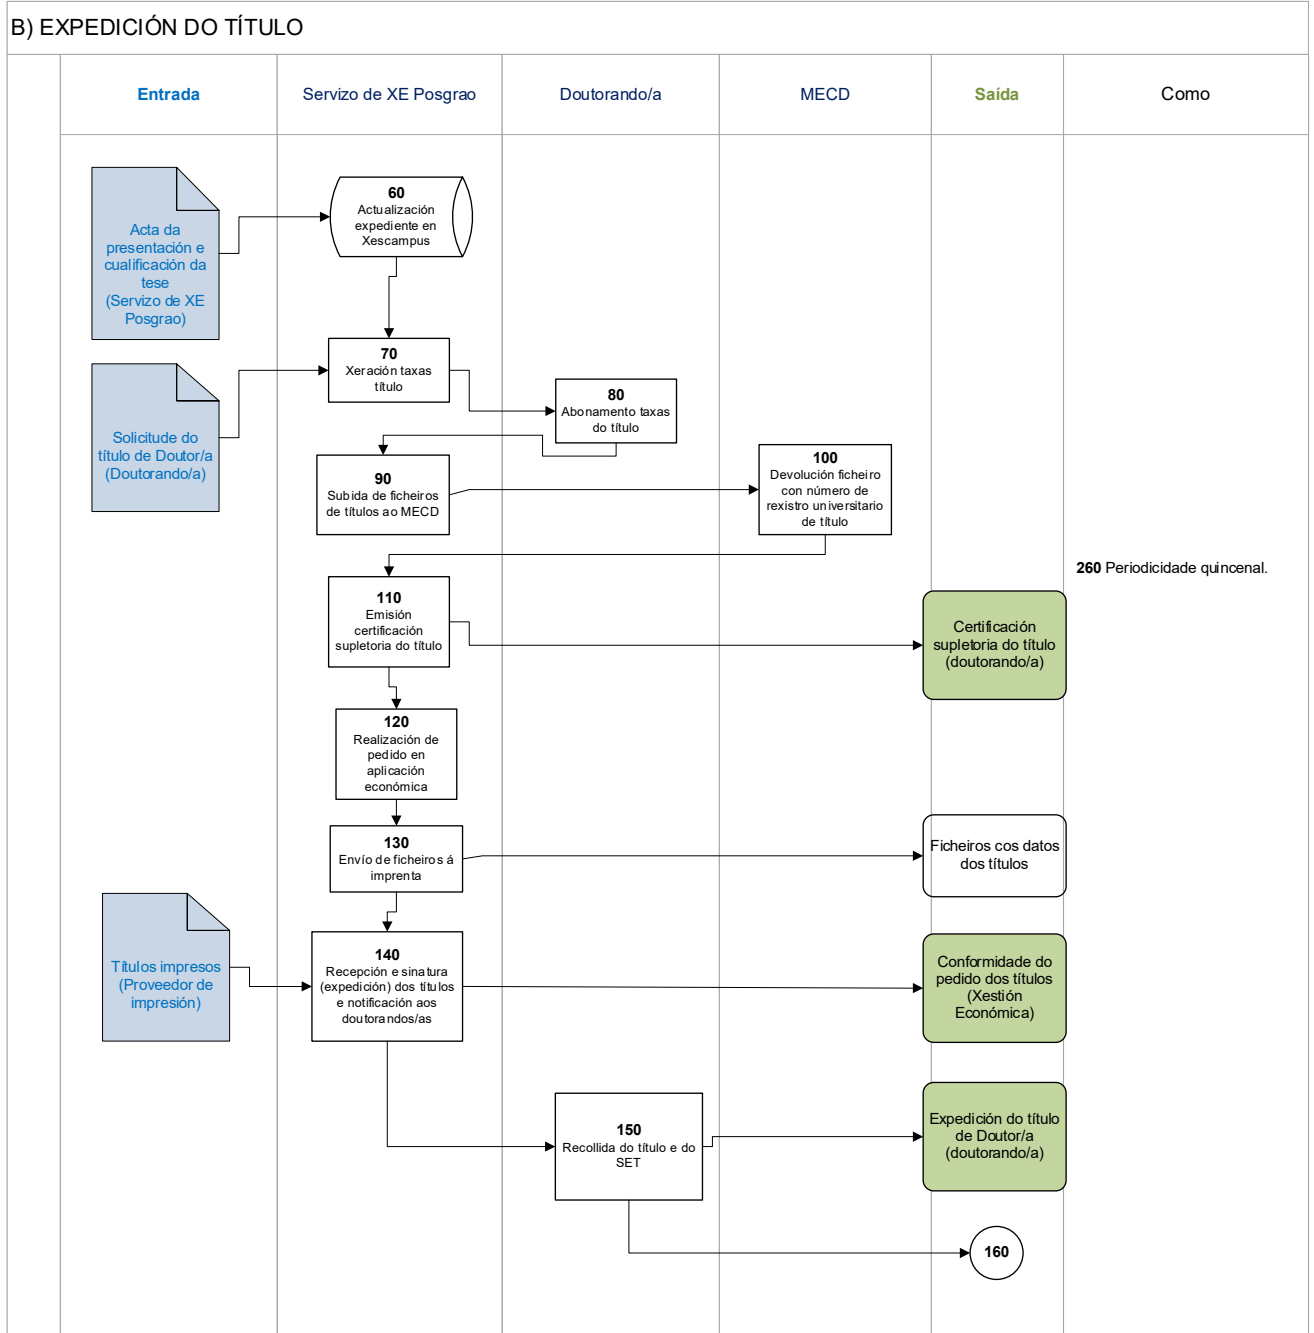 B) EXPEDICIÓN DO TÍTULO
Entrada
Servizo de XE Posgrao
Doutorando/a
MECD
Saída
Como
Acta da
presentación e
cualificación da
tese
(Servizo de XE
Posgrao)
60
Actualización
expediente en
Xescampus
70
Xeración taxas
título
Solicitude do
título de Doutor/a
(Doutorando/a)
80
Abonamento taxas
do título
90
Subida de ficheiros
de títulos ao MECD
100
Devolución ficheiro
con número de
rexistro universitario
de título
260 Periodicidade quincenal.
110
Emisión
certificación
supletoria do título
Certificación
supletoria do título
(doutorando/a)
120
Realización de
pedido en
aplicación
económica
130
Envío de ficheiros á
imprenta
Ficheiros cos datos
dos títulos
Títulos impresos
(Proveedor de
impresión)
140
Recepción e sinatura
(expedición) dos títulos
e notificación aos
doutorandos/as
Conformidade do
pedido dos títulos
(Xestión
Económica)
150
Recollida do título e do
SET
Expedición do título
de Doutor/a
(doutorando/a)
160